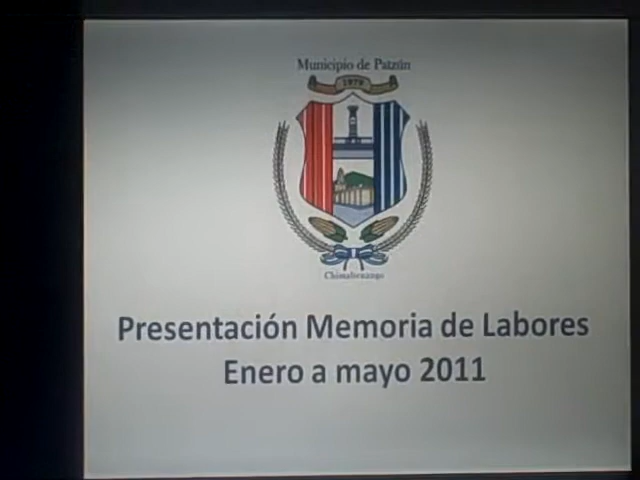 Municipio de Patzún
1979
Chimaltenango
Presentación Memoria de Labores
Enero a mayo 2011